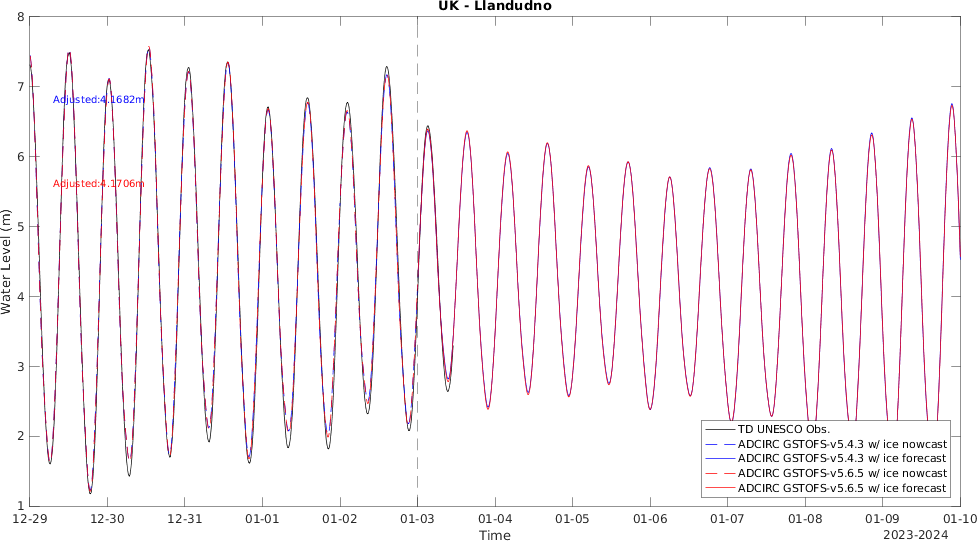 UK - Llandudno
8
7
6
5
4
3
2
1
Water Level (m)
Adjusted:4.1682m
Adjusted:4.1706m
TD UNESCO Obs.
ADCIRC GSTOFS-v5.4.3 w/ ice nowcast
ADCIRC GSTOFS-v5.4.3 w/ ice forecast
ADCIRC GSTOFS-v5.6.5 w/ ice nowcast
ADCIRC GSTOFS-v5.6.5 w/ ice forecast
12-29 12-30 12-31 01-01 01-02 01-03 01-04 01-05 01-06 01-07 01-08 01-09 01-10
Time
2023-2024